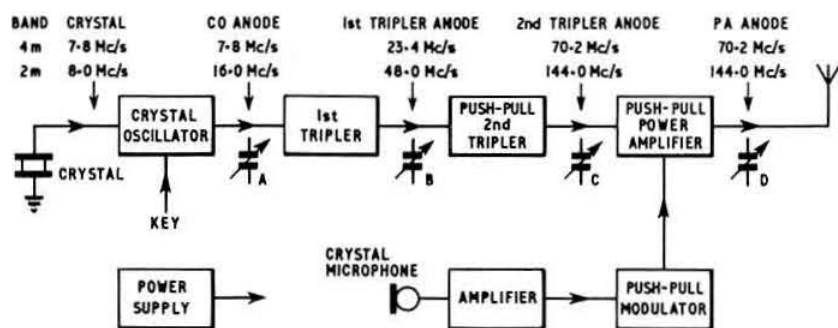 BAND CRYSTAL CO ANODE 1st TRIPLER ANODE 2nd TRIPLER ANODE PA ANODE
4m 7·8 Mc/s 7·8 Mc/s 23·4 Mc/s 70·2 Mc/s 70·2 Mc/s
2m 8·0 Mc/s 16·0 Mc/s 48·0 Mc/s 144·0 Mc/s 144·0 Mc/s
CRYSTAL
OSCILLATOR
1st
TRIPLER
PUSH-PULL
2nd
TRIPLER
PUSH-PULL
POWER
AMPLIFIER
CRYSTAL
A
B
C
D
KEY
POWER
SUPPLY
CRYSTAL
MICROPHONE
AMPLIFIER
PUSH-PULL
MODULATOR